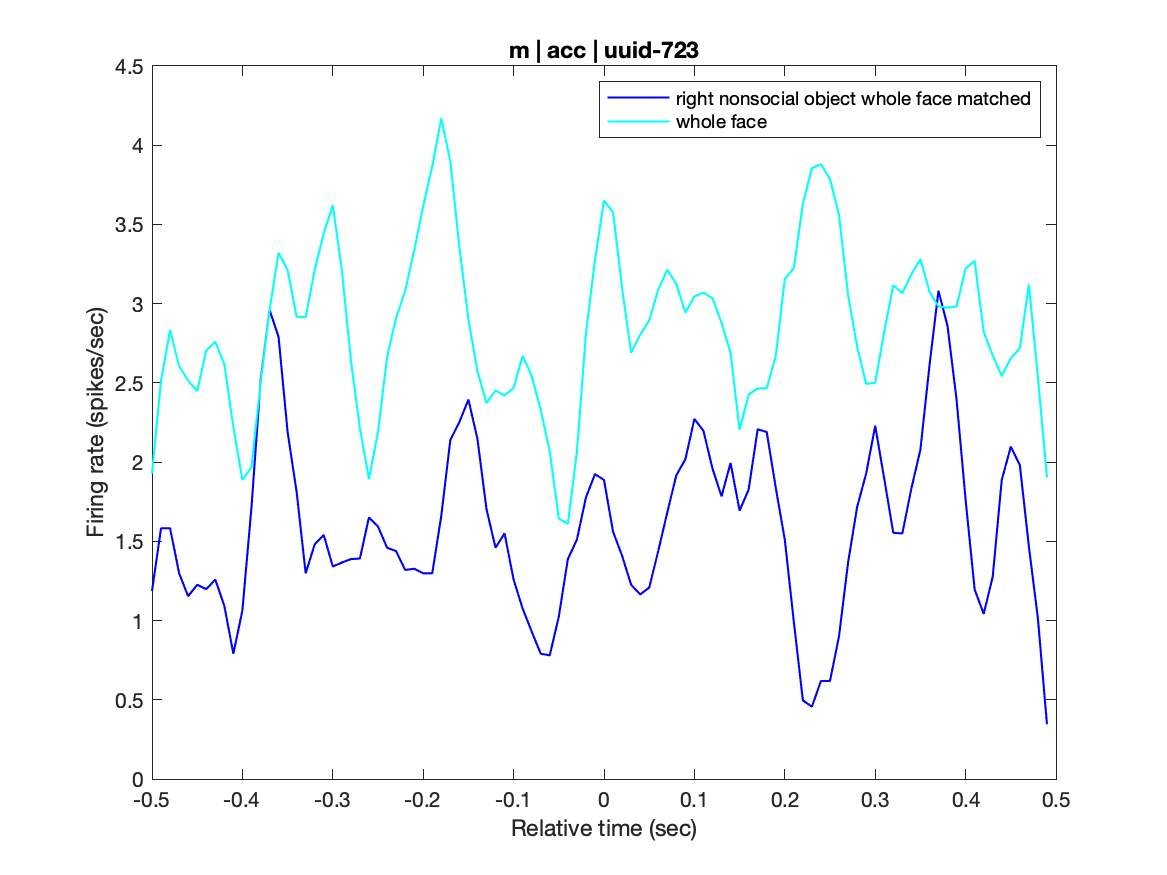 m | acc | uuid-723
right nonsocial object whole face matched
whole face
4.5
4
3.5
3
2.5
2
1.5
1
0.5
0
Firing rate (spikes/sec)
-0.5 -0.4 -0.3 -0.2 -0.1 0 0.1 0.2 0.3 0.4 0.5
Relative time (sec)